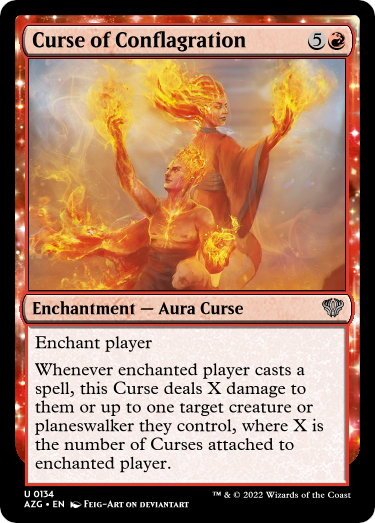 Curse of Conflagration 5
Enchantment — Aura Curse
Enchant player
Whenever enchanted player casts a
spell, this Curse deals X damage to
them or up to one target creature or
planeswalker they control, where X is
the number of Curses attached to
enchanted player.
U 0134
AZG • EN Feig-Art on deviantart
™ & © 2022 Wizards of the Coast